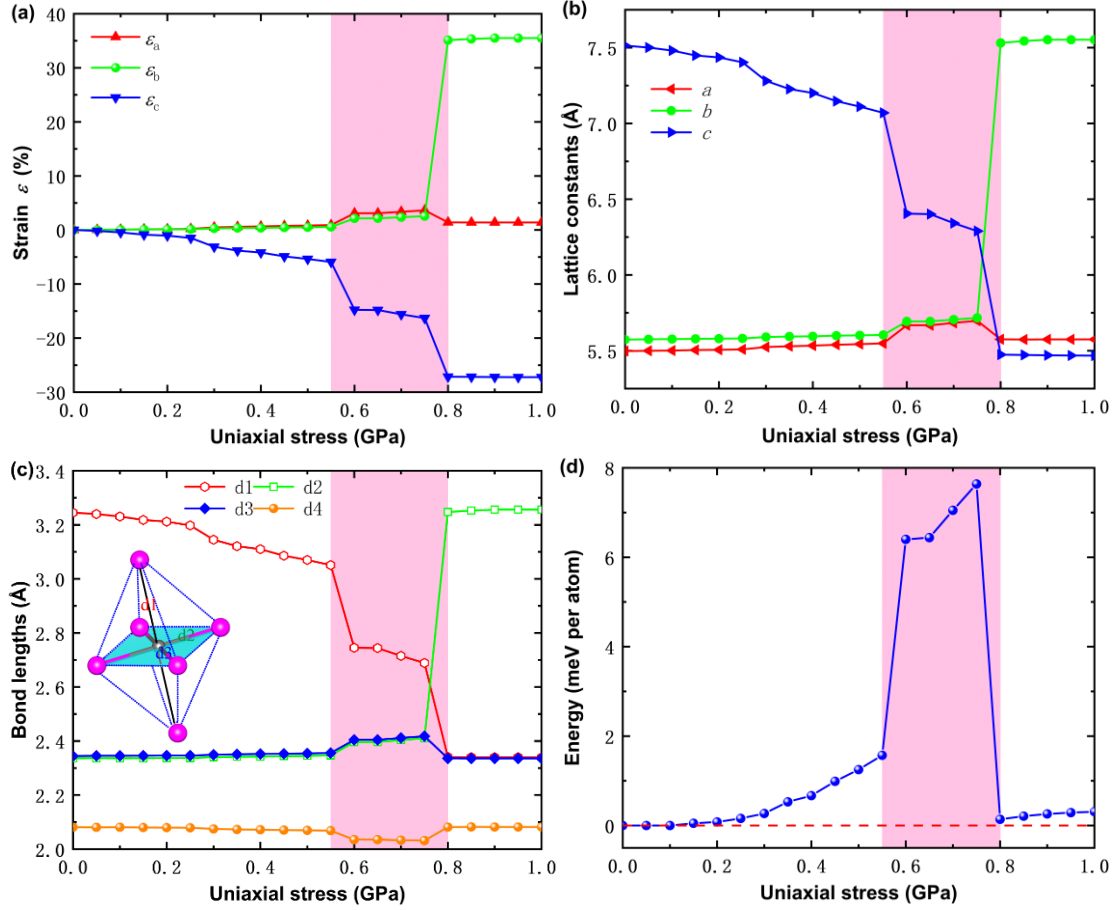 (a)
40
30
20
10
0
-10
-20
-30
Strain ε (%)
εa
εb
εc
0.0 0.2 0.4 0.6 0.8 1.0
Uniaxial stress (GPa)
(b)
7.5
7.0
6.5
6.0
5.5
Lattice constants (Å)
a
b
c
0.0 0.2 0.4 0.6 0.8 1.0
Uniaxial stress (GPa)
(c)
3.4
3.2
3.0
2.8
2.6
2.4
2.2
2.0
Bond lengths (Å)
d1 d2
d3 d4
d1
d2
d3
0.0 0.2 0.4 0.6 0.8 1.0
Uniaxial stress (GPa)
(d)
8
6
4
2
0
Energy (meV per atom)
0.0 0.2 0.4 0.6 0.8 1.0
Uniaxial stress (GPa)